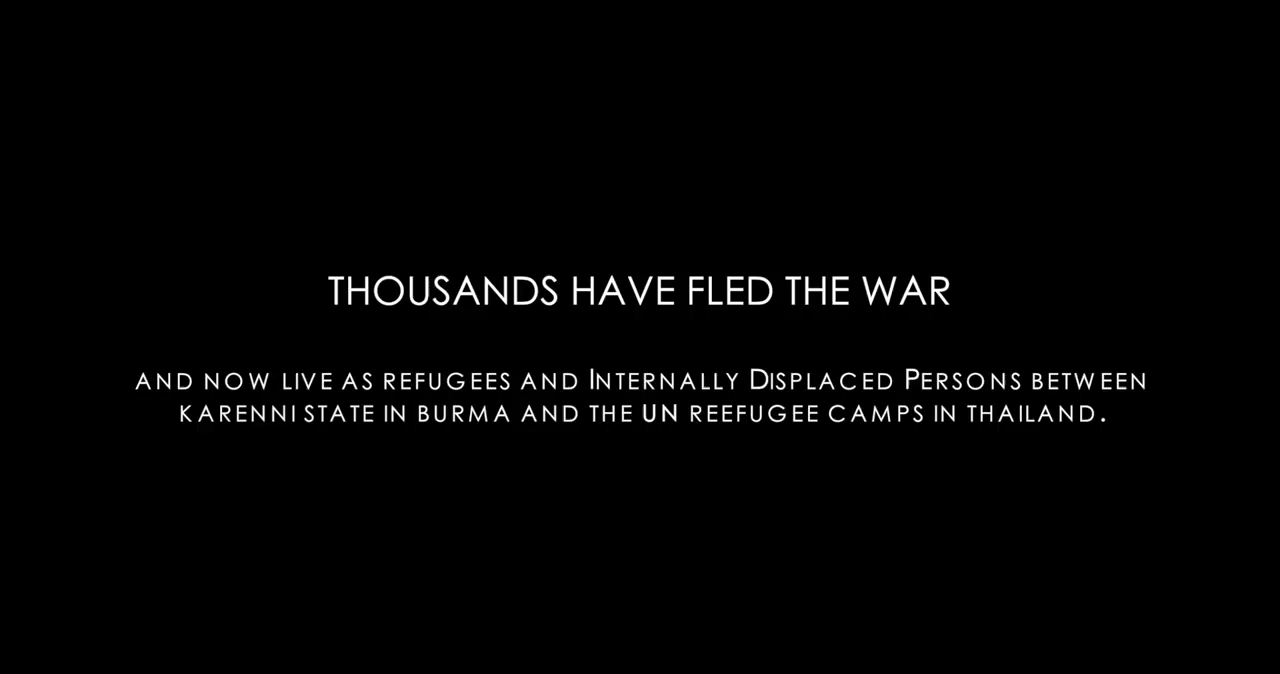 THOUSANDS HAVE FLED THE WAR
AND NOW LIVE AS REFUGEES AND INTERNALLY DISPLACED PERSONS BETWEEN
KARENNI STATE IN BURMA AND THE UN REEFUGEE CAMPS IN THAILAND.